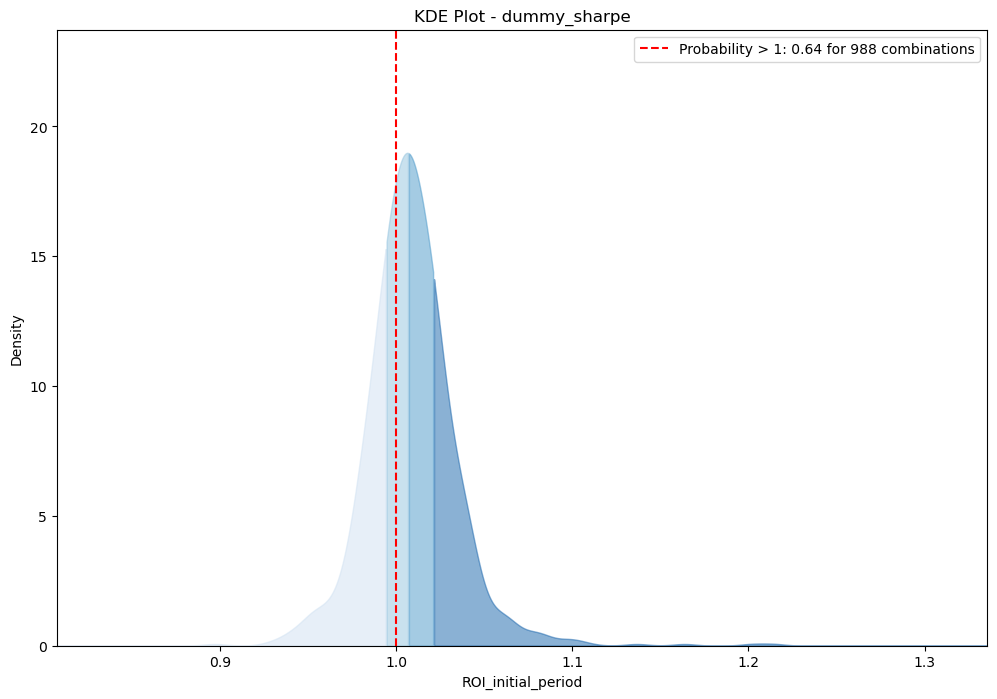 KDE Plot - dummy_sharpe
Probability > 1: 0.64 for 988 combinations
Density
20
15
10
5
0
0.9
1.0
1.1
1.2
1.3
ROI_initial_period